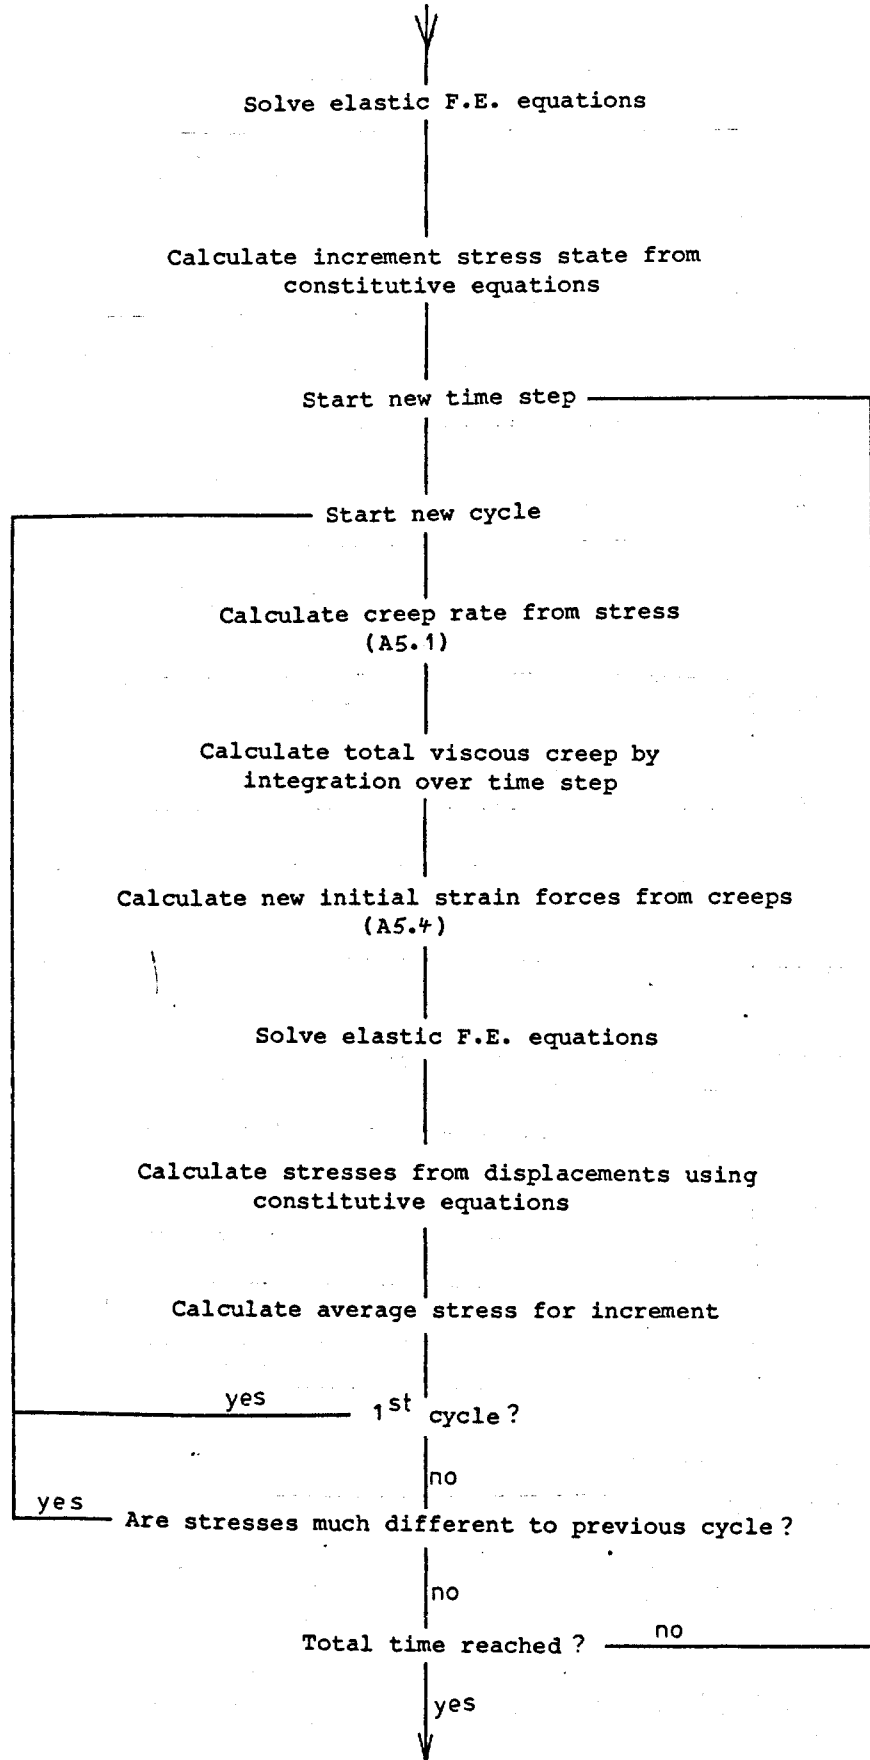 Solve elastic F.E. equations
Calculate increment stress state from
constitutive equations
Start new time step
Start new cycle
Calculate creep rate from stress
(A5.1)
Calculate total viscous creep by
integration over time step
Calculate new initial strain forces from creeps
(A5.4)
Solve elastic F.E. equations
Calculate stresses from displacements using
constitutive equations
Calculate average stress for increment
yes
1st cycle?
no
yes
Are stresses much different to previous cycle?
no
Total time reached?
no
yes